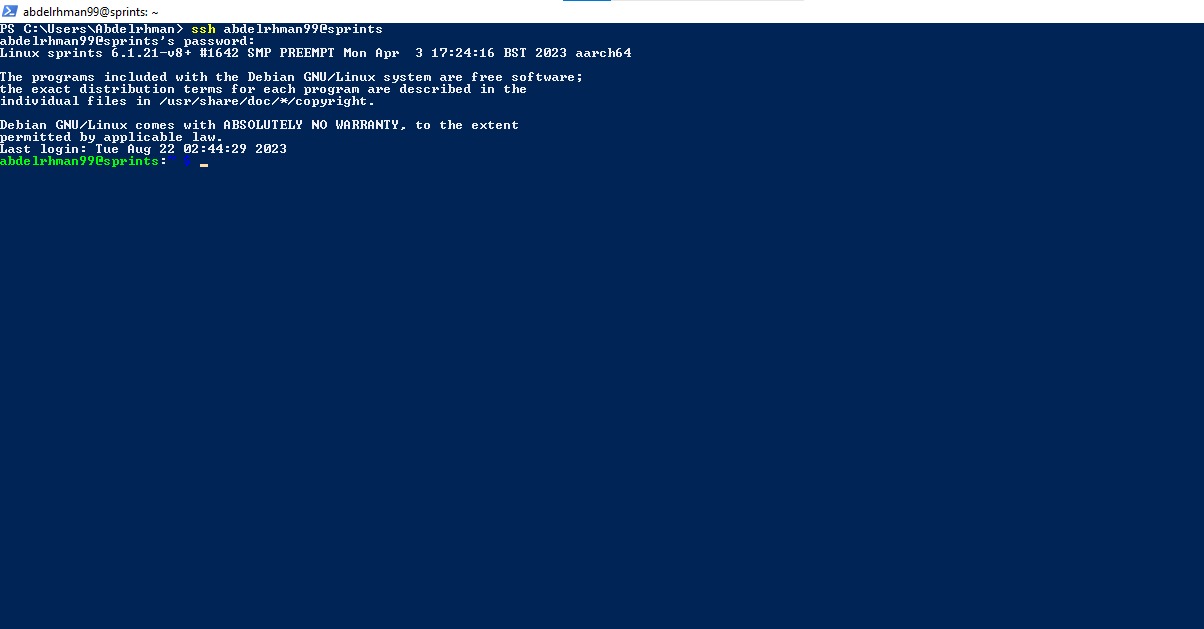 abdelrhman99@sprints: ~
PS C:\Users\Abdelrhman> ssh abdelrhman99@sprints
abdelrhman99@sprints's password:
Linux sprints 6.1.21-v8+ #1642 SMP PREEMPT Mon Apr  3 17:24:16 BST 2023 aarch64
The programs included with the Debian GNU/Linux system are free software;
the exact distribution terms for each program are described in the
individual files in /usr/share/doc/*/copyright.
Debian GNU/Linux comes with ABSOLUTELY NO WARRANTY, to the extent
permitted by applicable law.
Last login: Tue Aug 22 02:44:29 2023
abdelrhman99@sprints:~ $